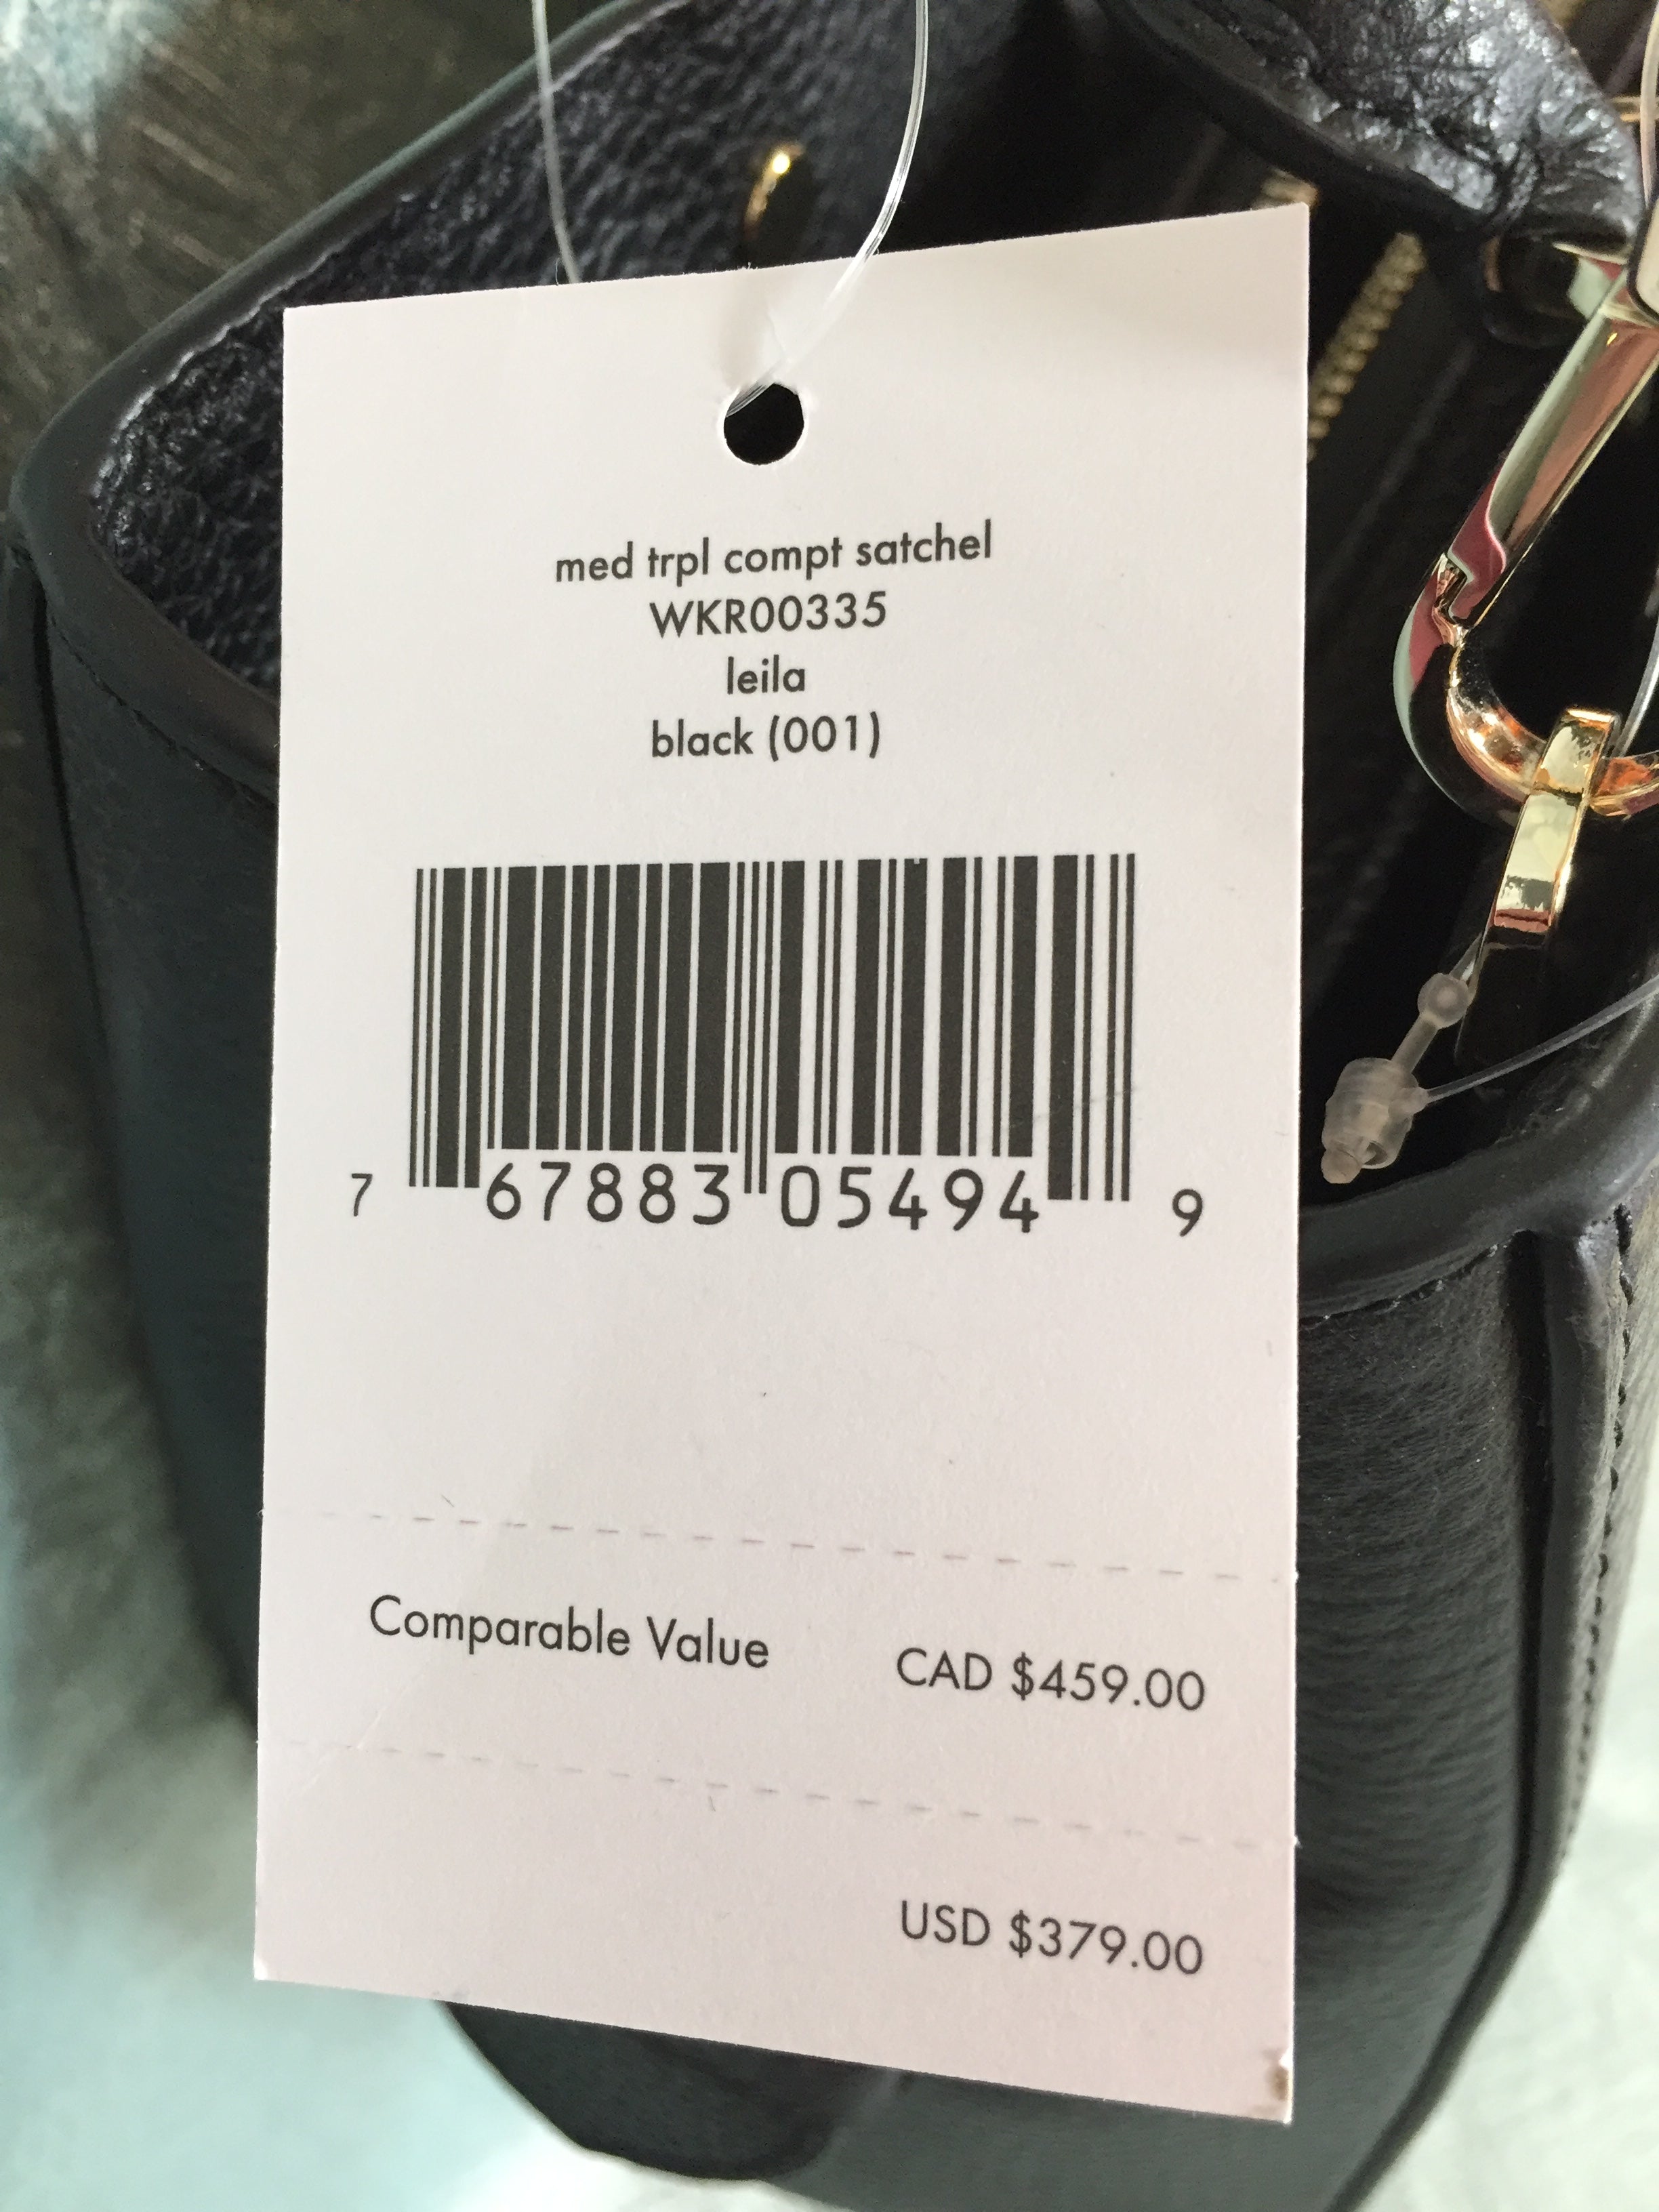 med trpl compt satchel
WKR00335
leila
black (001)
7 67883 05494 9
Comparable Value CAD $459.00
USD $379.00